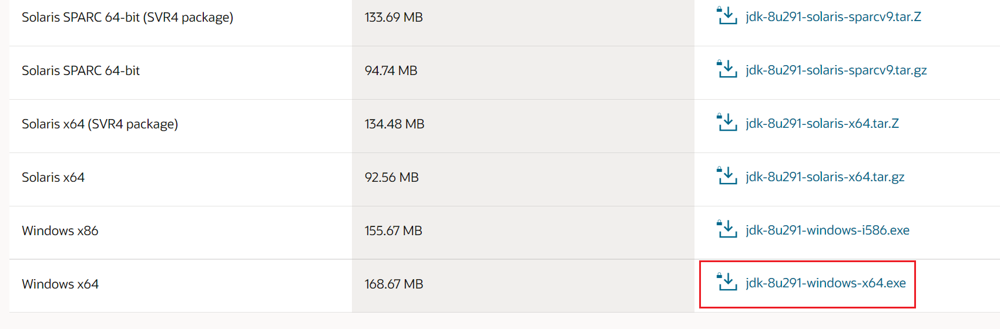 Solaris SPARC 64-bit (SVR4 package) 133.69 MB jdk-8u291-solaris-sparcv9.tar.Z
Solaris SPARC 64-bit 94.74 MB jdk-8u291-solaris-sparcv9.tar.gz
Solaris x64 (SVR4 package) 134.48 MB jdk-8u291-solaris-x64.tar.Z
Solaris x64 92.56 MB jdk-8u291-solaris-x64.tar.gz
Windows x86 155.67 MB jdk-8u291-windows-i586.exe
Windows x64 168.67 MB jdk-8u291-windows-x64.exe